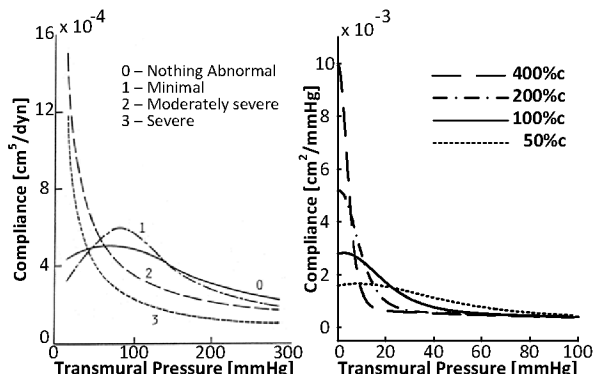 x 10⁻⁴
16
12
8
4
0
Compliance [cm⁵/dyn]
0 – Nothing Abnormal
1 – Minimal
2 – Moderately severe
3 – Severe
1
0
2
3
0
100
200
300
Transmural Pressure [mmHg]
x 10⁻³
10
8
6
4
2
0
Compliance [cm²/mmHg]
400%c
200%c
100%c
50%c
0
20
40
60
80
100
Transmural Pressure [mmHg]